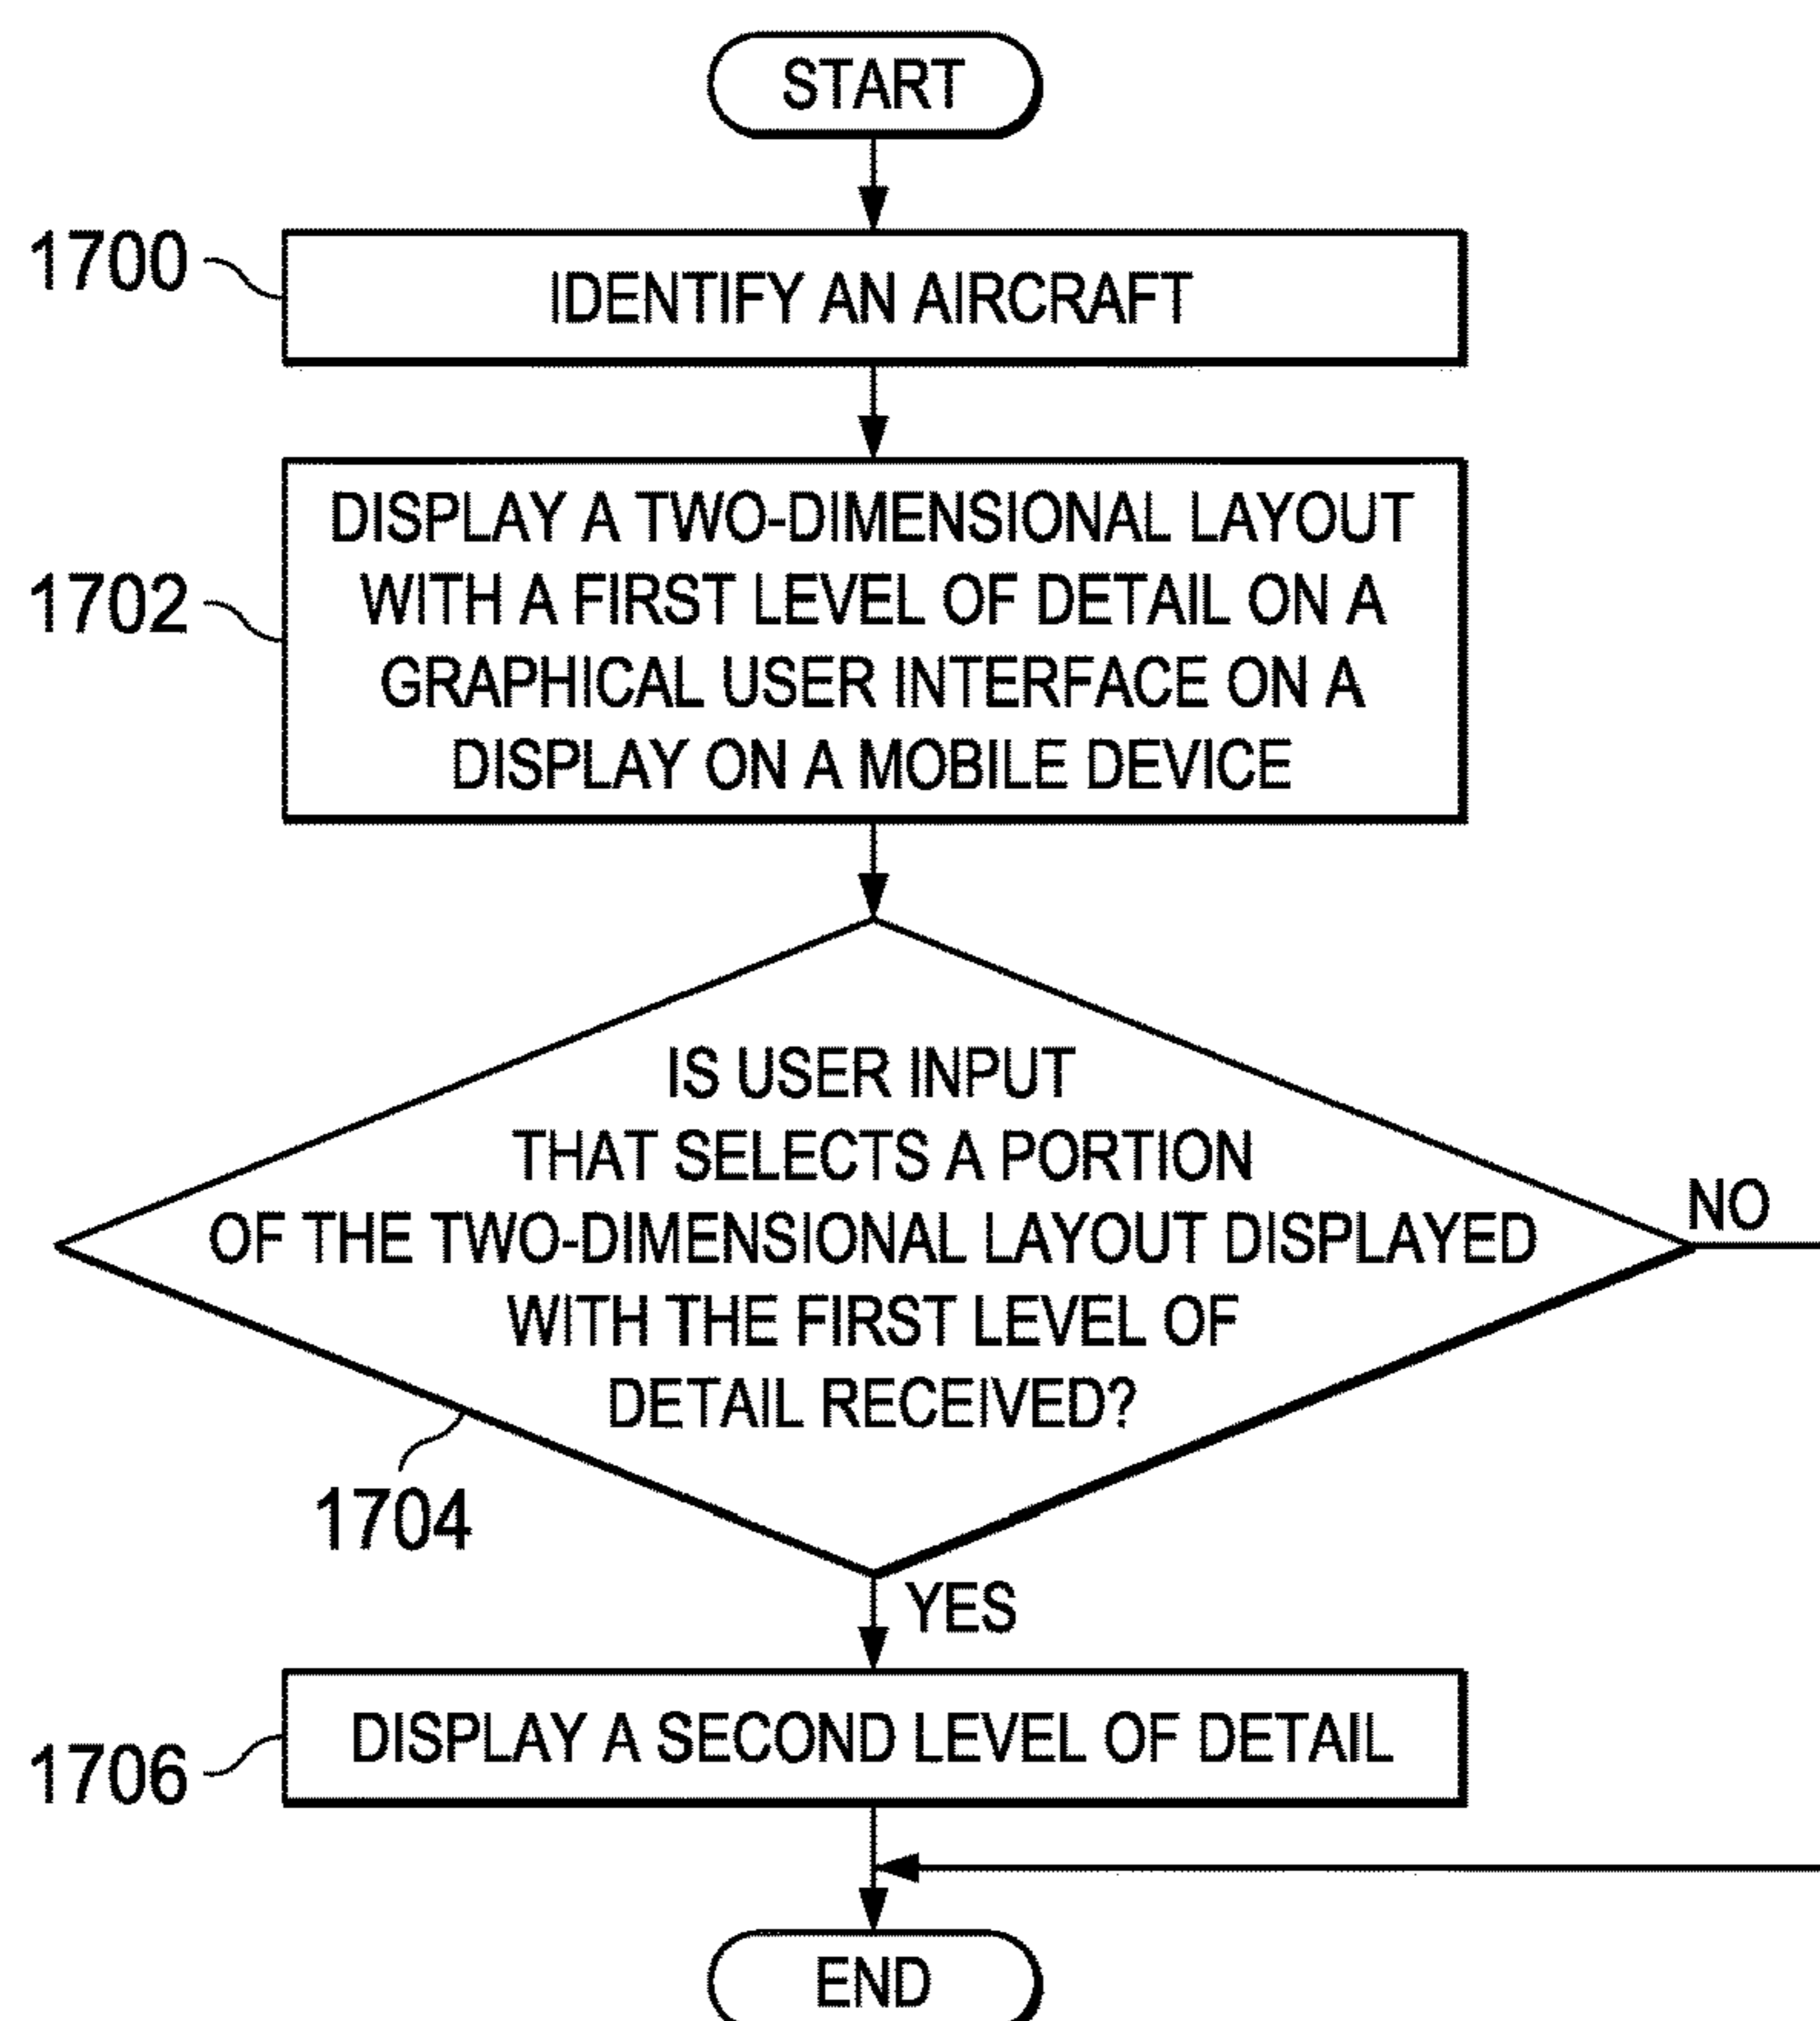 START
1700
IDENTIFY AN AIRCRAFT
1702
DISPLAY A TWO-DIMENSIONAL LAYOUT
WITH A FIRST LEVEL OF DETAIL ON A
GRAPHICAL USER INTERFACE ON A
DISPLAY ON A MOBILE DEVICE
IS USER INPUT
THAT SELECTS A PORTION
OF THE TWO-DIMENSIONAL LAYOUT DISPLAYED
WITH THE FIRST LEVEL OF
DETAIL RECEIVED?
NO
1704
YES
1706
DISPLAY A SECOND LEVEL OF DETAIL
END